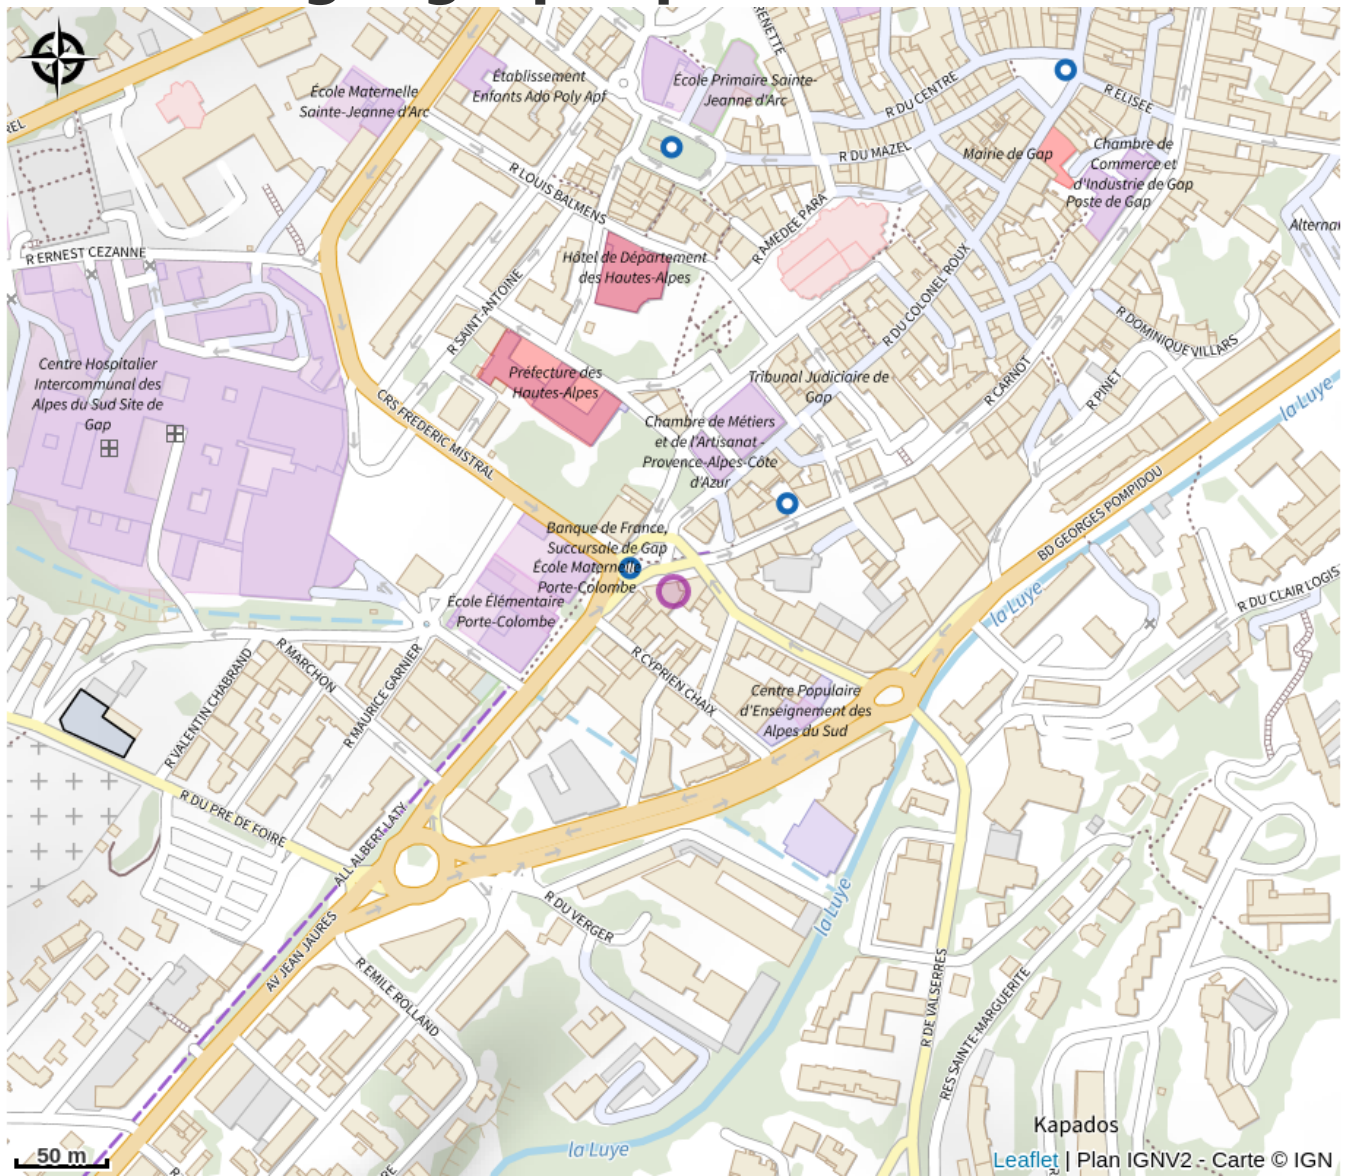 RENETTE
École Maternelle
Sainte-Jeanne d'Arc
Établissement
Enfants Ado Poly Apf
École Primaire Sainte-
Jeanne d'Arc
R DU CENTRE
R ELISEE
REL
R DU MAZEL
Mairie de Gap
Chambre de
Commerce et
d'Industrie de Gap
Poste de Gap
R LOUIS BALMENS
R AMEDEE PARA
Alternat
R ERNEST CEZANNE
Hôtel de Département
des Hautes-Alpes
R SAINT-ANTOINE
R DU COLONEL ROUX
R DOMINIQUE VILLARS
Centre Hospitalier
Intercommunal des
Alpes du Sud Site de
Gap
Préfecture des
Hautes-Alpes
Tribunal Judiciaire de
Gap
R CARNOT
R PINET
la Luye
CRS FREDERIC MISTRAL
Chambre de Métiers
et de l'Artisanat -
Provence-Alpes-Côte
d'Azur
BD GEORGES POMPIDOU
Banque de France,
Succursale de Gap
École Maternelle
Porte-Colombe
École Élémentaire
Porte-Colombe
la Luye
R DU CLAIR LOGIS
R MARCHON
R VALENTIN CHABRAND
R MAURICE GARNIER
R CYPRIEN CHAIX
Centre Populaire
d'Enseignement des
Alpes du Sud
R DU PRE DE FOIRE
ALL ALBERT LATY
la Luye
R DU VERGER
AV JEAN JAURES
R EMILE ROLLAND
R DE VALSERRES
RES SAINTE-MARGUERITE
Kapados
la Luye
RE
50 m
Leaflet | Plan IGNV2 - Carte © IGN